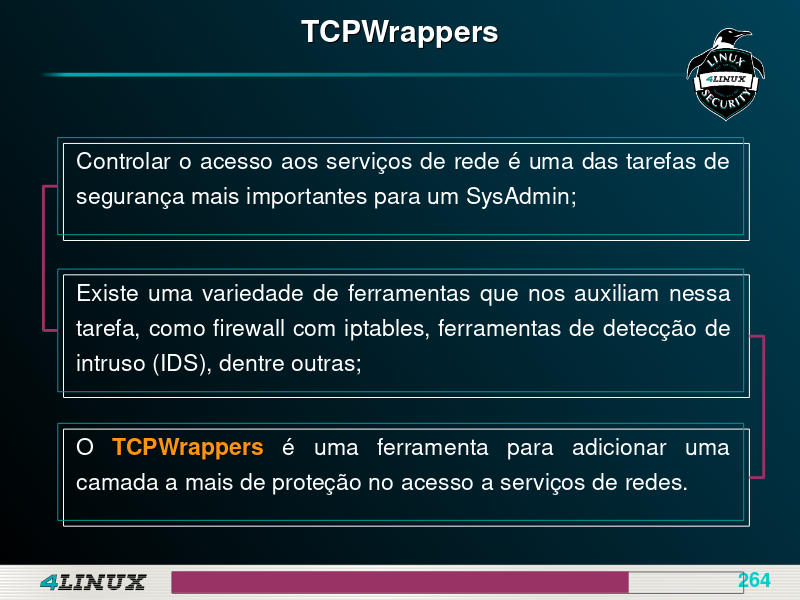 TCPWrappers
LINUX
4LINUX
SECURITY
Controlar o acesso aos serviços de rede é uma das tarefas de
segurança mais importantes para um SysAdmin;
Existe uma variedade de ferramentas que nos auxiliam nessa
tarefa, como firewall com iptables, ferramentas de detecção de
intruso (IDS), dentre outras;
O TCPWrappers é uma ferramenta para adicionar uma
camada a mais de proteção no acesso a serviços de redes.
4LINUX
264